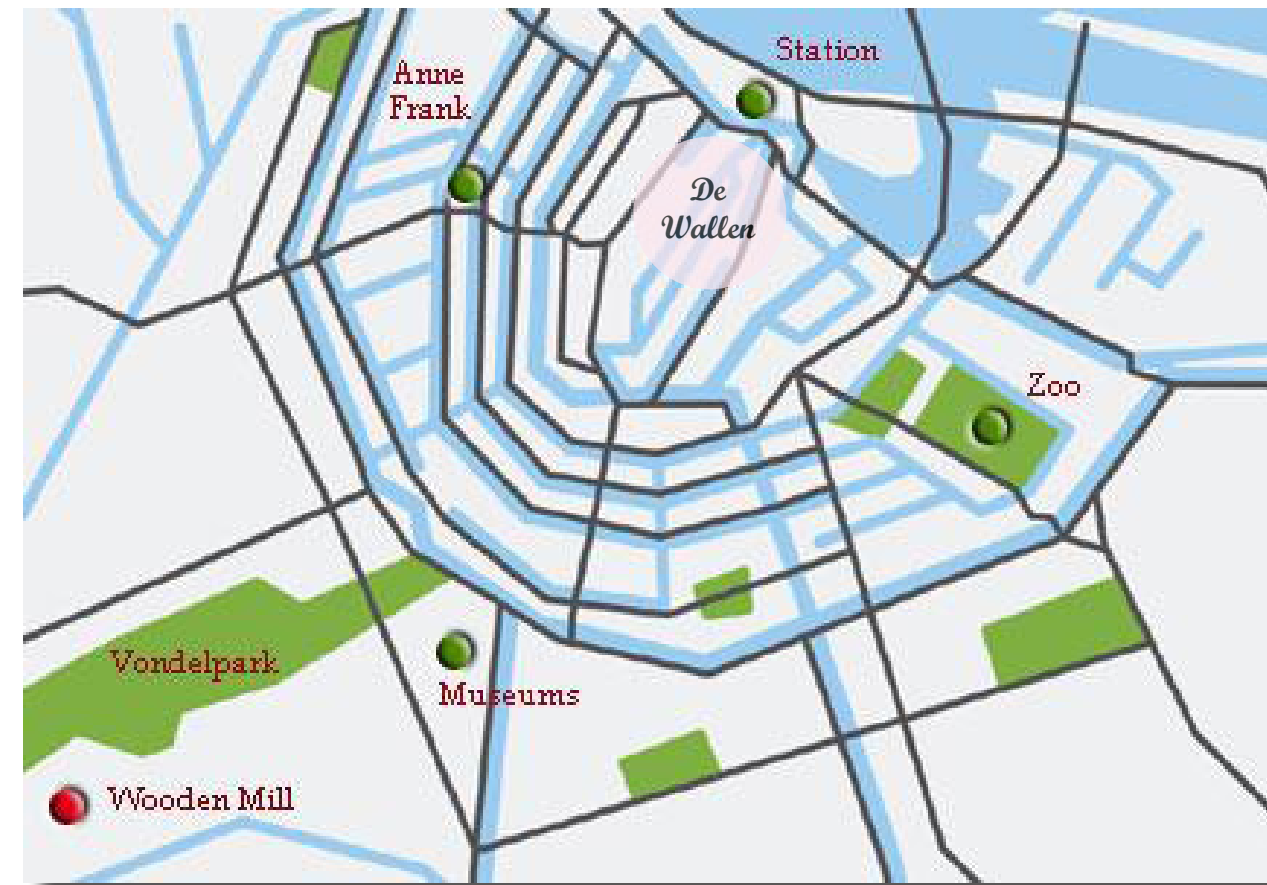 Station
Anne
Frank
De
Wallen
Zoo
Vondelpark
Museums
Wooden Mill